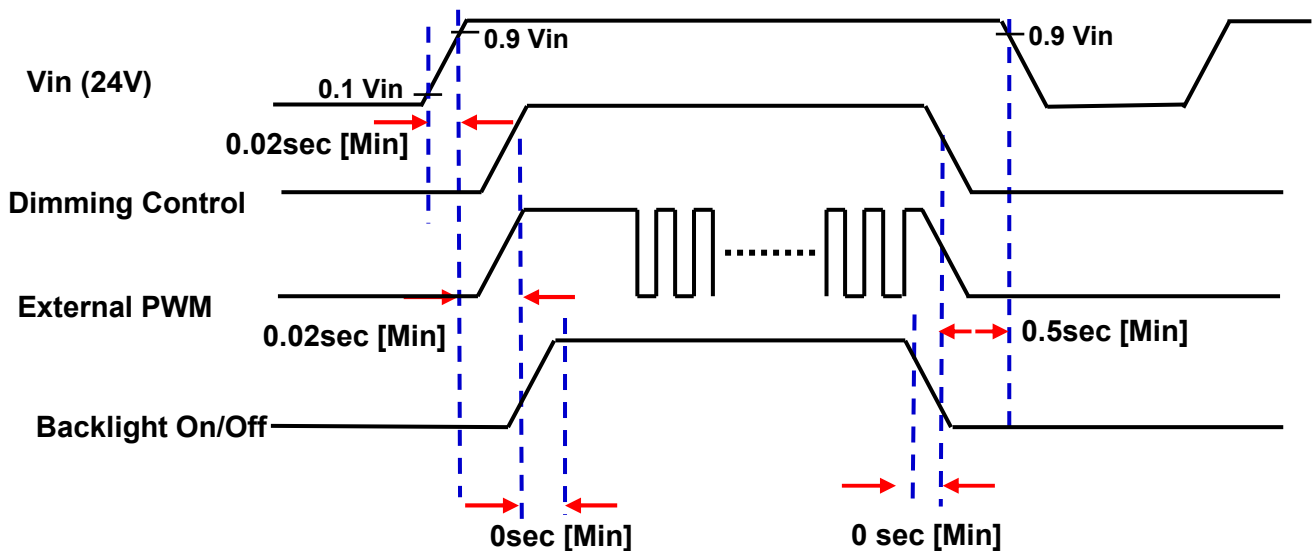 0.9 Vin
0.9 Vin
Vin (24V)
0.1 Vin
0.02sec [Min]
Dimming Control
External PWM
0.02sec [Min]
0.5sec [Min]
Backlight On/Off
0sec [Min]
0 sec [Min]